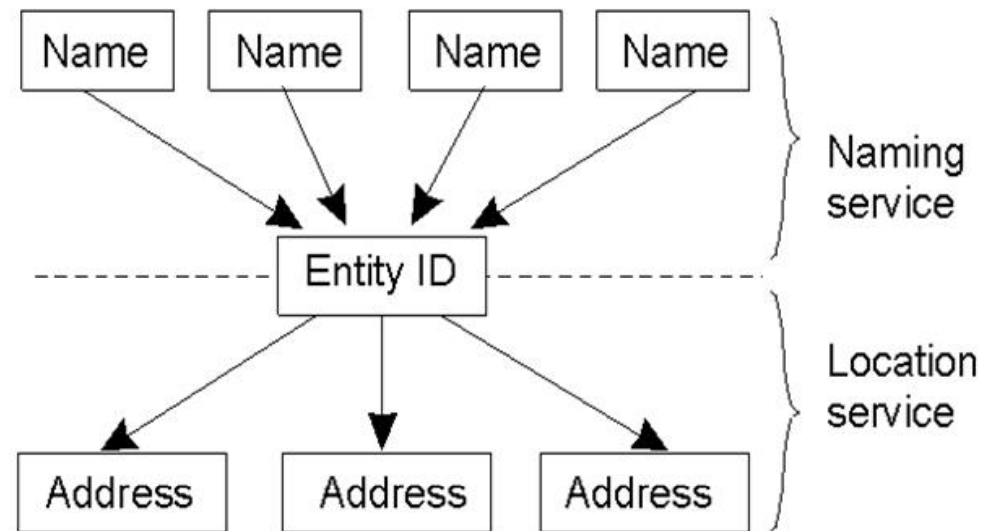 Name
Name
Name
Name
Naming
service
Entity ID
Location
service
Address
Address
Address